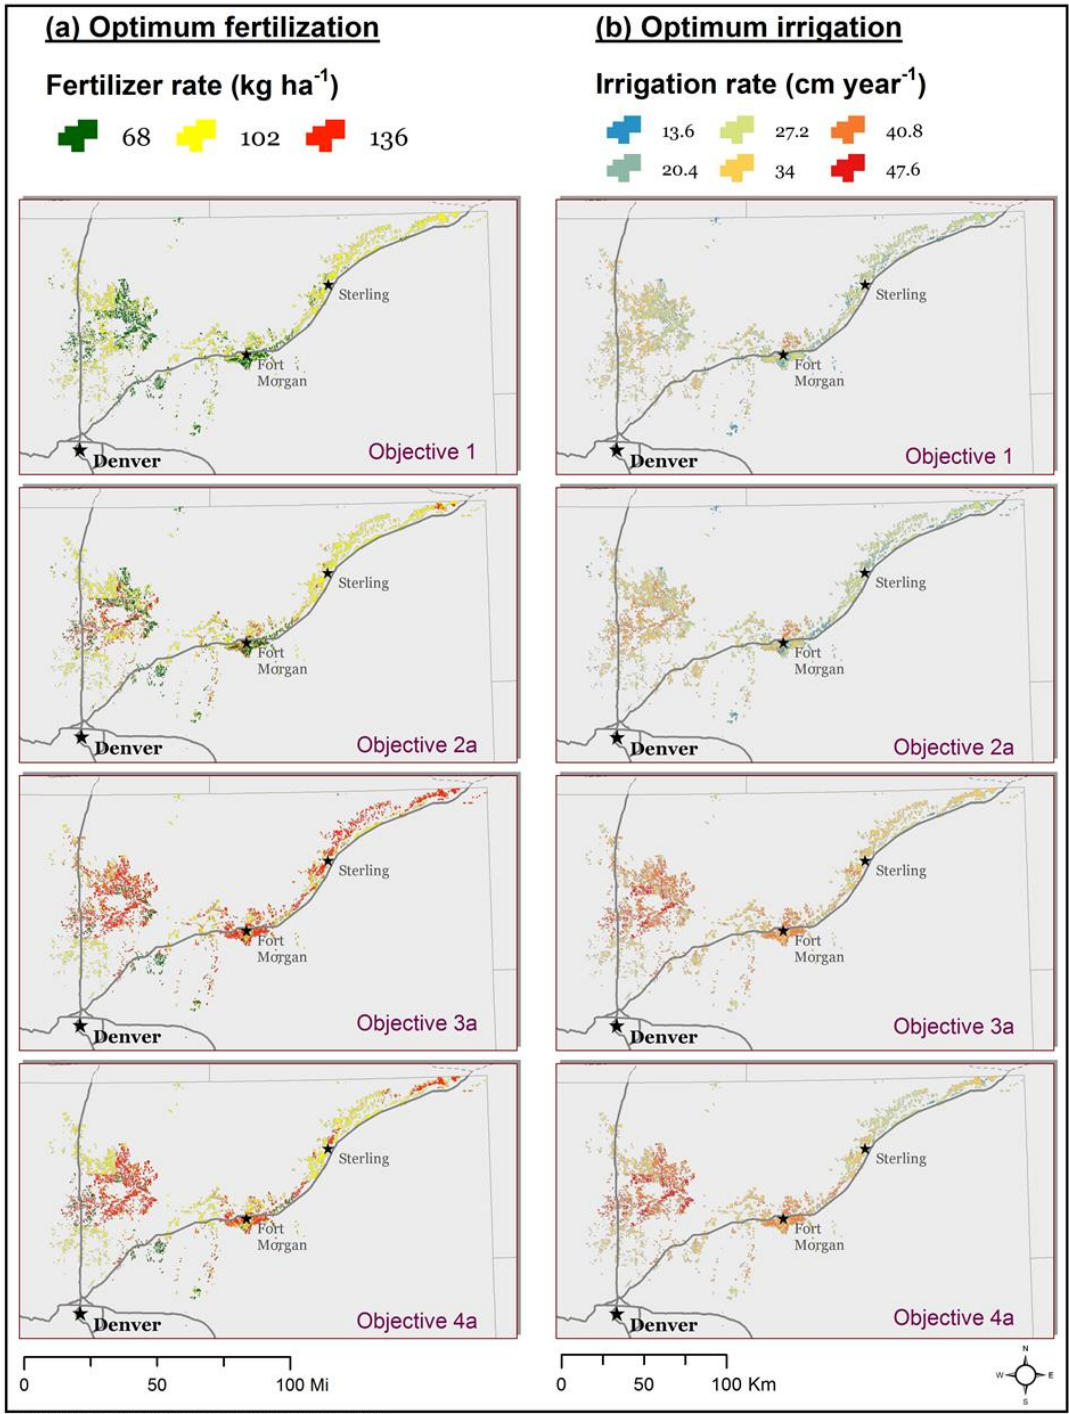 (a) Optimum fertilization
Fertilizer rate (kg ha⁻¹)
68 102 136
(b) Optimum irrigation
Irrigation rate (cm year⁻¹)
13.6 27.2 40.8
20.4 34 47.6
Sterling
Fort
Morgan
Objective 1
Denver
Sterling
Fort
Morgan
Objective 1
Denver
Sterling
Fort
Morgan
Objective 2a
Denver
Sterling
Fort
Morgan
Objective 2a
Denver
Sterling
Fort
Morgan
Objective 3a
Denver
Sterling
Fort
Morgan
Objective 3a
Denver
Sterling
Fort
Morgan
Objective 4a
Denver
Sterling
Fort
Morgan
Objective 4a
Denver
0 50 100 Mi
0 50 100 Km
N
W E
S